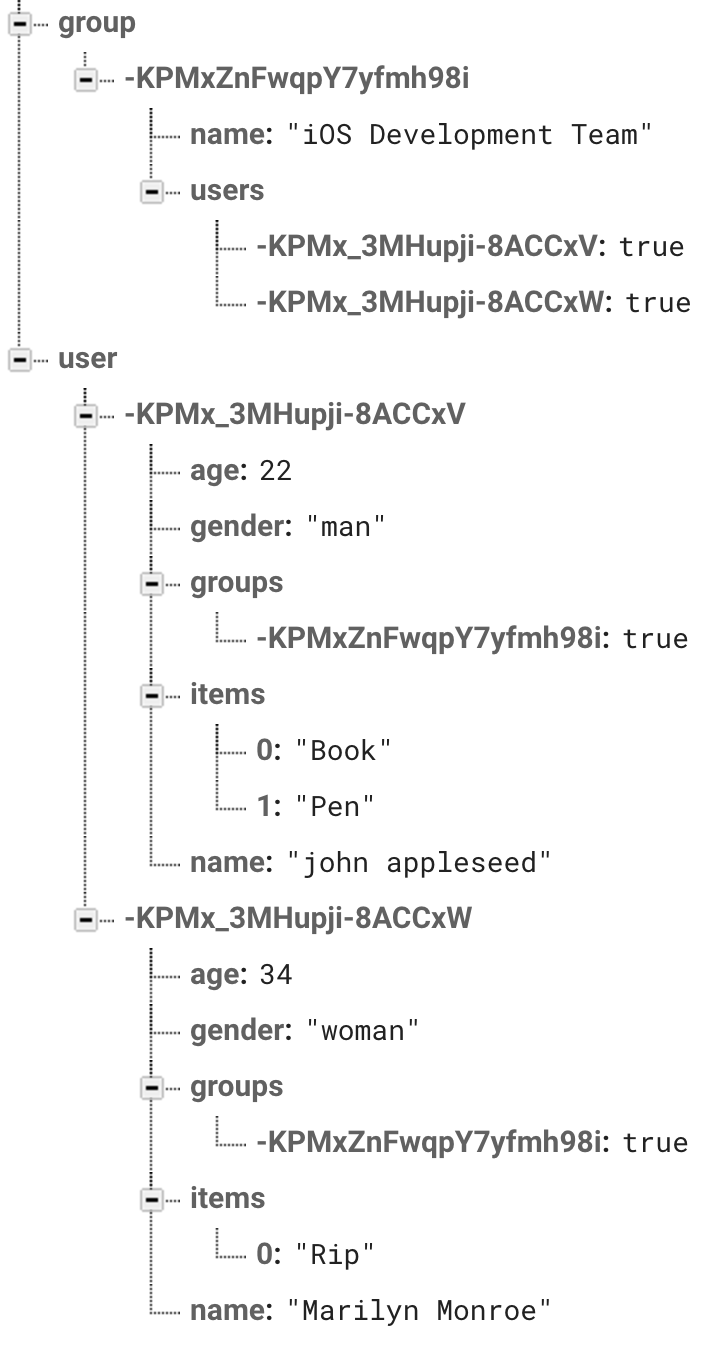 group
-KPMxZnFwqpY7yfmh98i
name: "iOS Development Team"
users
-KPMx_3MHupji-8ACCxV: true
-KPMx_3MHupji-8ACCxW: true
user
-KPMx_3MHupji-8ACCxV
age: 22
gender: "man"
groups
-KPMxZnFwqpY7yfmh98i: true
items
0: "Book"
1: "Pen"
name: "john appleseed"
-KPMx_3MHupji-8ACCxW
age: 34
gender: "woman"
groups
-KPMxZnFwqpY7yfmh98i: true
items
0: "Rip"
name: "Marilyn Monroe"